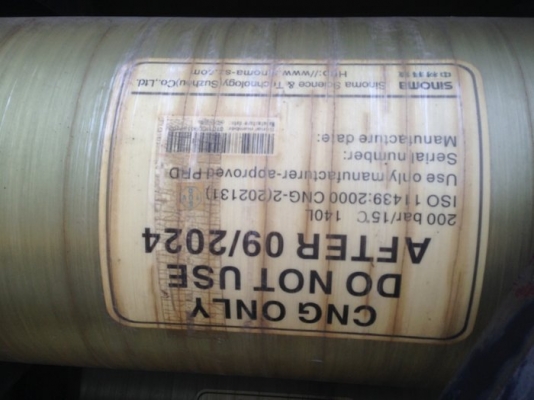 CNG ONLY
DO NOT USE
AFTER 09/2024
200 bar/15℃ 140L
ISO 11439:2000 CNG-2(202131)
Use only manufacturer-approved PRD
Serial number:
Manufacture date:
sinoma
Sinoma Science & Technology(Suzhou)Co.,Ltd.